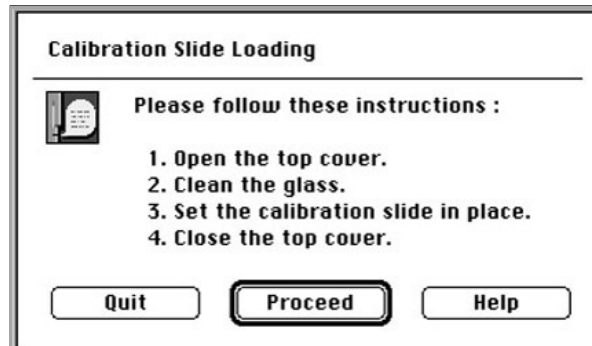 Calibration Slide Loading
Please follow these instructions :
1. Open the top cover.
2. Clean the glass.
3. Set the calibration slide in place.
4. Close the top cover.
Quit Proceed Help